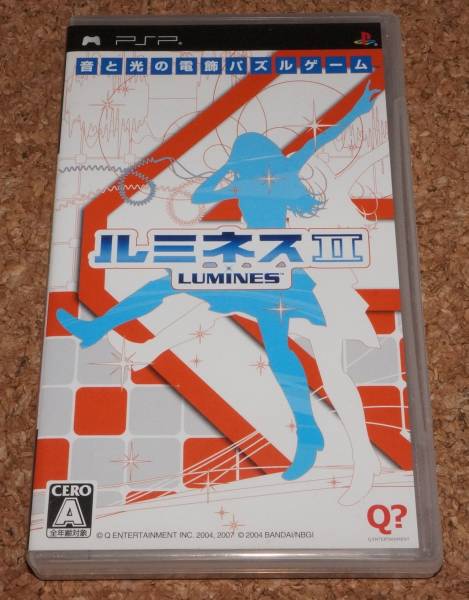 PSP
音と光の電飾パズルゲーム
ルミネスII
LUMINES™
CERO
A
全年齢対象
© Q ENTERTAINMENT INC. 2004, 2007 © 2004 BANDAI/NBGI
Q?
Q ENTERTAINMENT